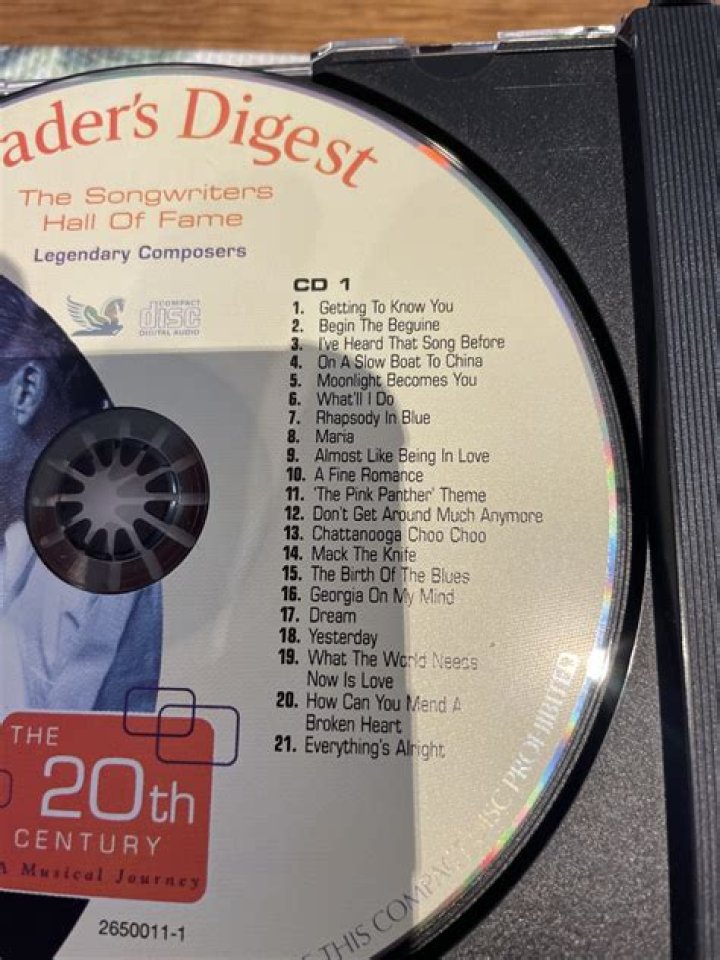 ader's Digest
The Songwriters
Hall Of Fame
Legendary Composers
COMPACT
disc
DIGITAL AUDIO
CD 1
1. Getting To Know You
2. Begin The Beguine
3. I've Heard That Song Before
4. On A Slow Boat To China
5. Moonlight Becomes You
6. What'll I Do
7. Rhapsody In Blue
8. Maria
9. Almost Like Being In Love
10. A Fine Romance
11. 'The Pink Panther' Theme
12. Don't Get Around Much Anymore
13. Chattanooga Choo Choo
14. Mack The Knife
15. The Birth Of The Blues
16. Georgia On My Mind
17. Dream
18. Yesterday
19. What The World Needs
Now Is Love
20. How Can You Mend A
Broken Heart
21. Everything's Alright
THE
20th
CENTURY
A Musical Journey
2650011-1
THIS COMPACT DISC PROHIBITED